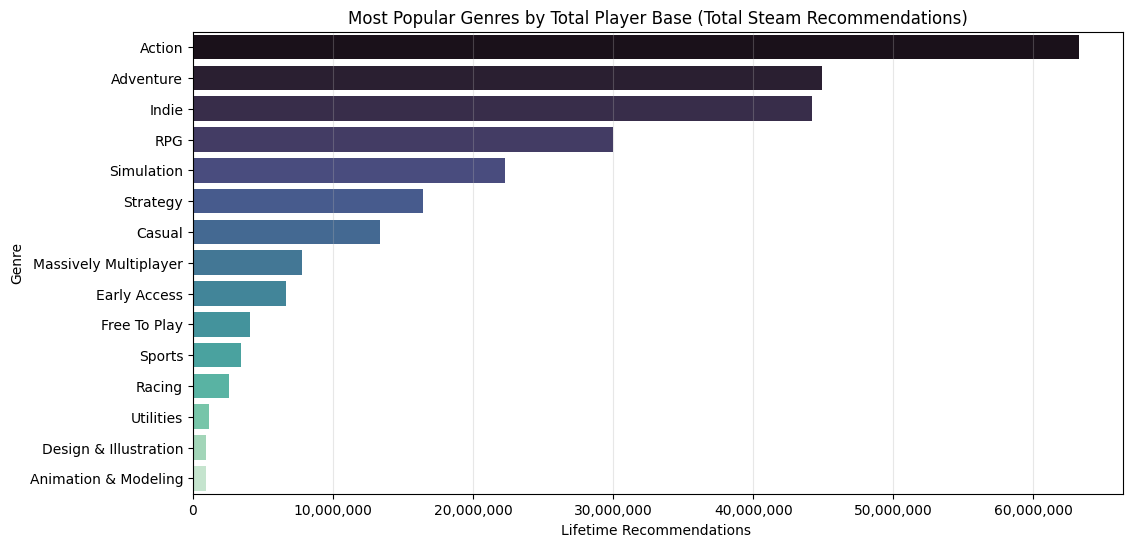 Most Popular Genres by Total Player Base (Total Steam Recommendations)
Genre
Action
Adventure
Indie
RPG
Simulation
Strategy
Casual
Massively Multiplayer
Early Access
Free To Play
Sports
Racing
Utilities
Design & Illustration
Animation & Modeling
0 10,000,000 20,000,000 30,000,000 40,000,000 50,000,000 60,000,000
Lifetime Recommendations